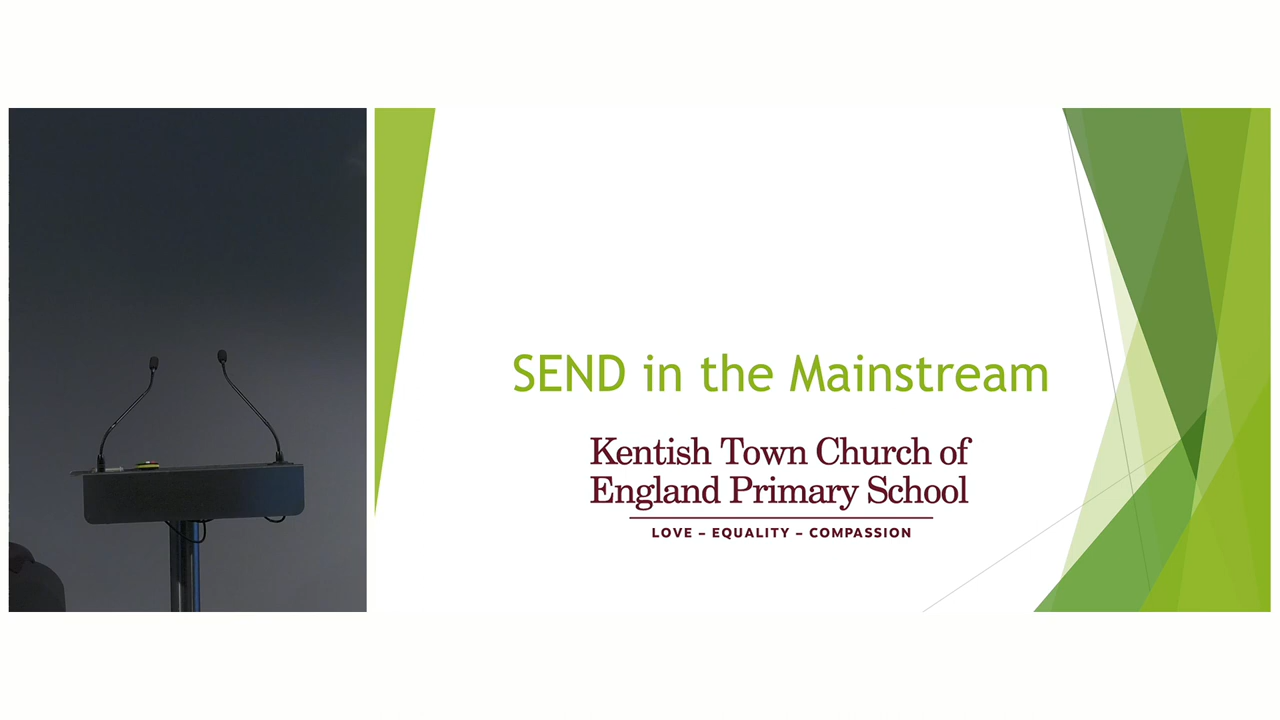 SEND in the Mainstream
Kentish Town Church of
England Primary School
LOVE – EQUALITY – COMPASSION